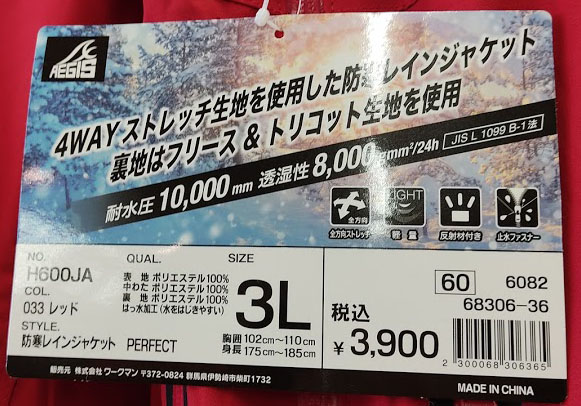 AEGIS
4WAYストレッチ生地を使用した防寒レインジャケット
裏地はフリース & トリコット生地を使用
耐水圧 10,000mm 透湿性 8,000g/mm²/24h JIS L 1099 B-1法
LIGHT
全方向
全方向ストレッチ 軽量 反射材付き 止水ファスナー
NO. QUAL. SIZE
H600JA 表 地 ポリエステル100%
中わた ポリエステル100%
裏 地 ポリエステル100%
はっ水加工(水をはじきやすい)
COL.
033 レッド
3L
STYLE.
防寒レインジャケット PERFECT
胸囲 102cm〜110cm
身長 175cm〜185cm
60 6082
68306-36
税込
¥3,900
2 300068 306365
販売元 株式会社 ワークマン 〒372-0824 群馬県伊勢崎市柴町1732
MADE IN CHINA